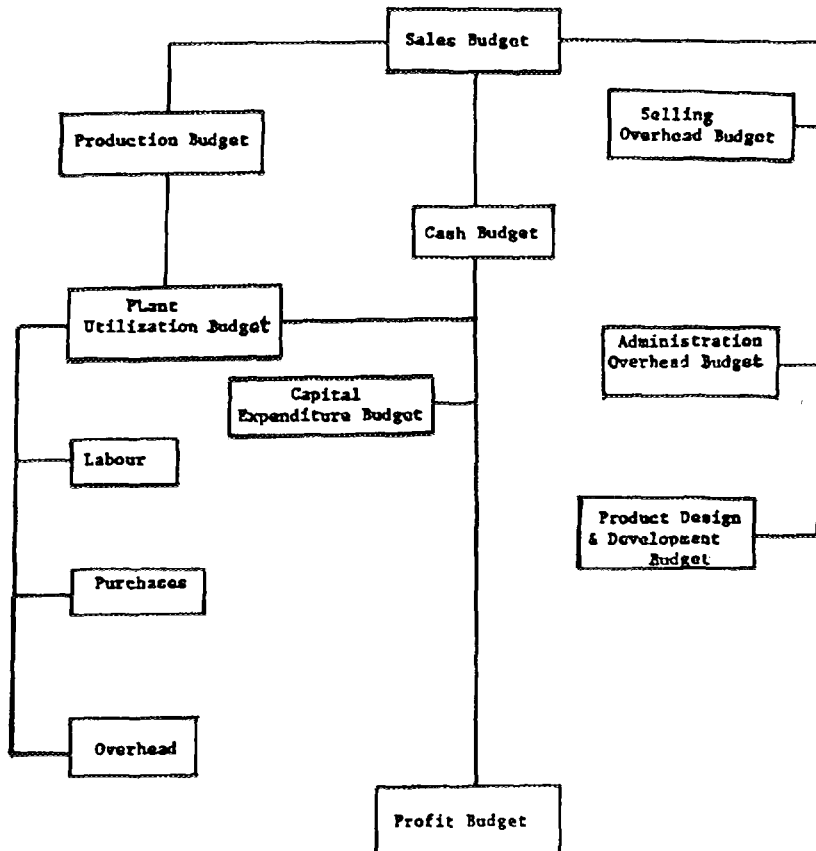 Sales Budget
Production Budget
Selling
Overhead Budget
Cash Budget
Plant
Utilization Budget
Administration
Overhead Budget
Capital
Expenditure Budget
Labour
Product Design
& Development
Budget
Purchases
Overhead
Profit Budget